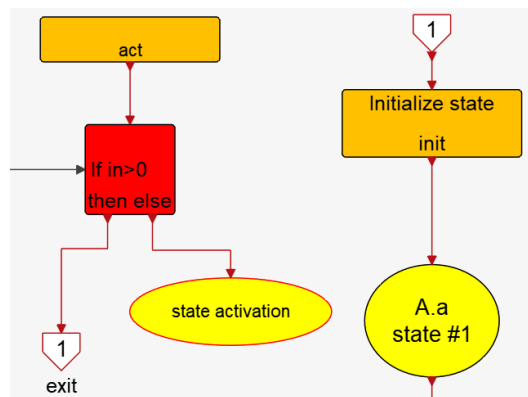 act
If in>0
then else
state activation
1
exit
1
Initialize state
init
A.a
state #1